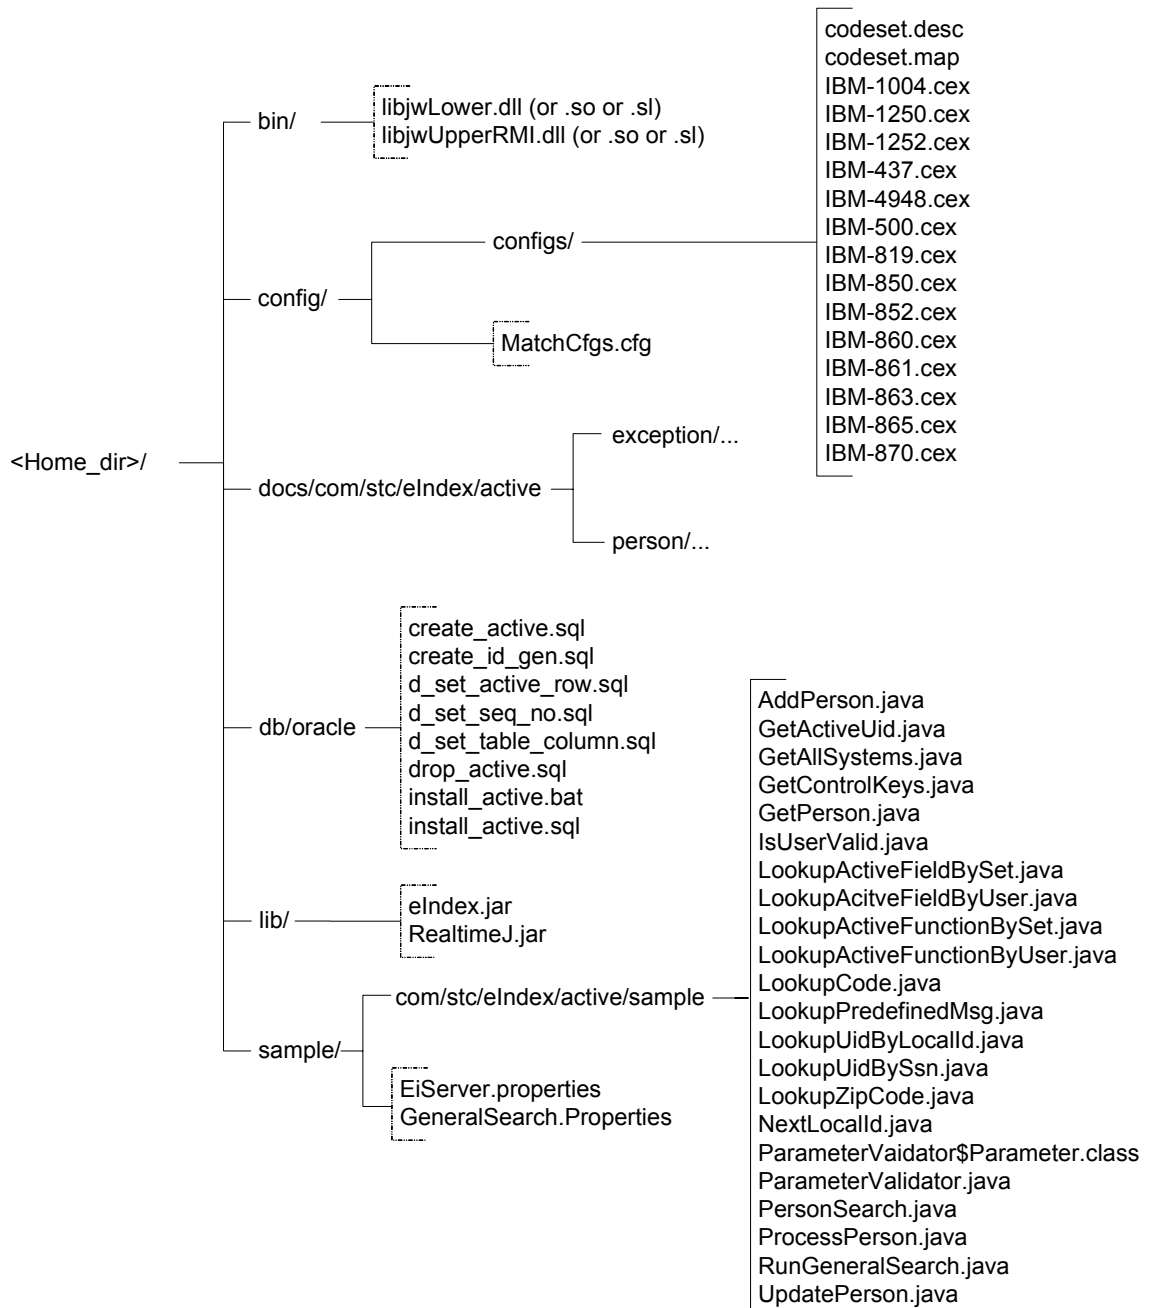 <Home_dir>/
bin/
libjwLower.dll (or .so or .sl)
libjwUpperRMI.dll (or .so or .sl)
config/
configs/
codeset.desc
codeset.map
IBM-1004.cex
IBM-1250.cex
IBM-1252.cex
IBM-437.cex
IBM-4948.cex
IBM-500.cex
IBM-819.cex
IBM-850.cex
IBM-852.cex
IBM-860.cex
IBM-861.cex
IBM-863.cex
IBM-865.cex
IBM-870.cex
MatchCfgs.cfg
docs/com/stc/eIndex/active
exception/...
person/...
db/oracle
create_active.sql
create_id_gen.sql
d_set_active_row.sql
d_set_seq_no.sql
d_set_table_column.sql
drop_active.sql
install_active.bat
install_active.sql
lib/
eIndex.jar
RealtimeJ.jar
sample/
com/stc/eIndex/active/sample
AddPerson.java
GetActiveUid.java
GetAllSystems.java
GetControlKeys.java
GetPerson.java
IsUserValid.java
LookupActiveFieldBySet.java
LookupAcitveFieldByUser.java
LookupActiveFunctionBySet.java
LookupActiveFunctionByUser.java
LookupCode.java
LookupPredefinedMsg.java
LookupUidByLocalId.java
LookupUidBySsn.java
LookupZipCode.java
NextLocalId.java
ParameterVaidator$Parameter.class
ParameterValidator.java
PersonSearch.java
ProcessPerson.java
RunGeneralSearch.java
UpdatePerson.java
EiServer.properties
GeneralSearch.Properties